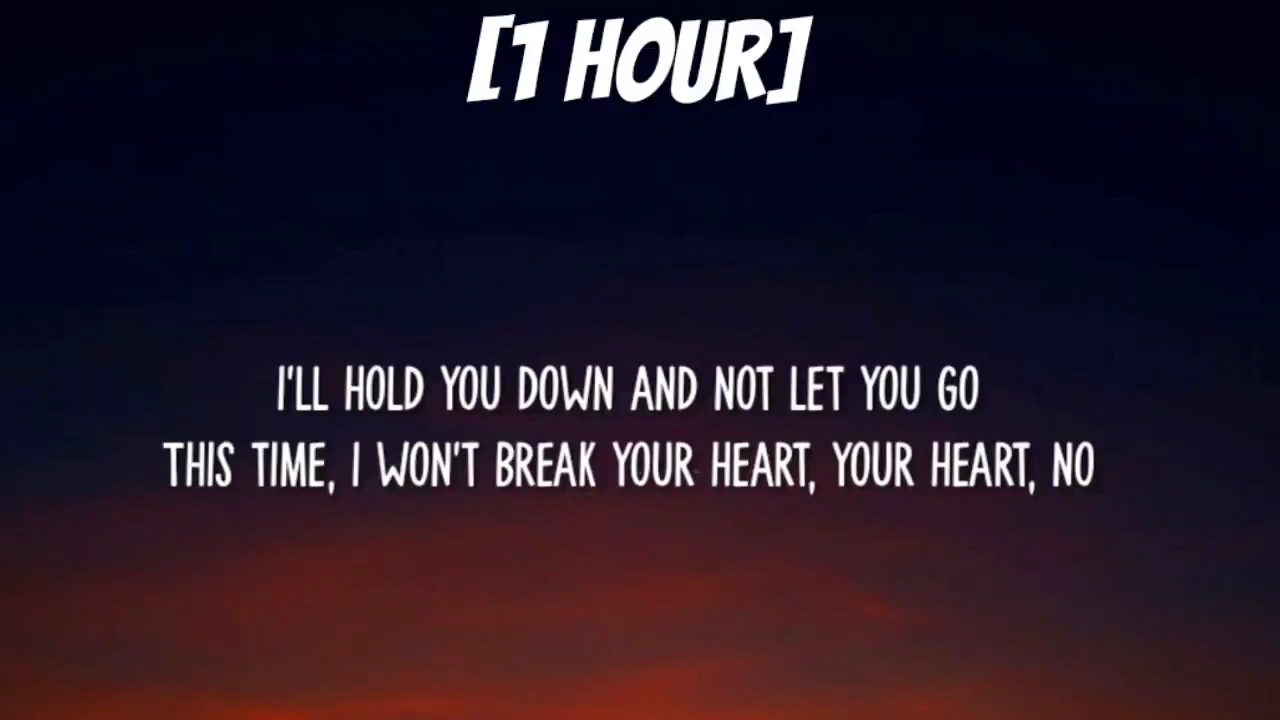 [1 HOUR]
I'LL HOLD YOU DOWN AND NOT LET YOU GO
THIS TIME, I WON'T BREAK YOUR HEART, YOUR HEART, NO